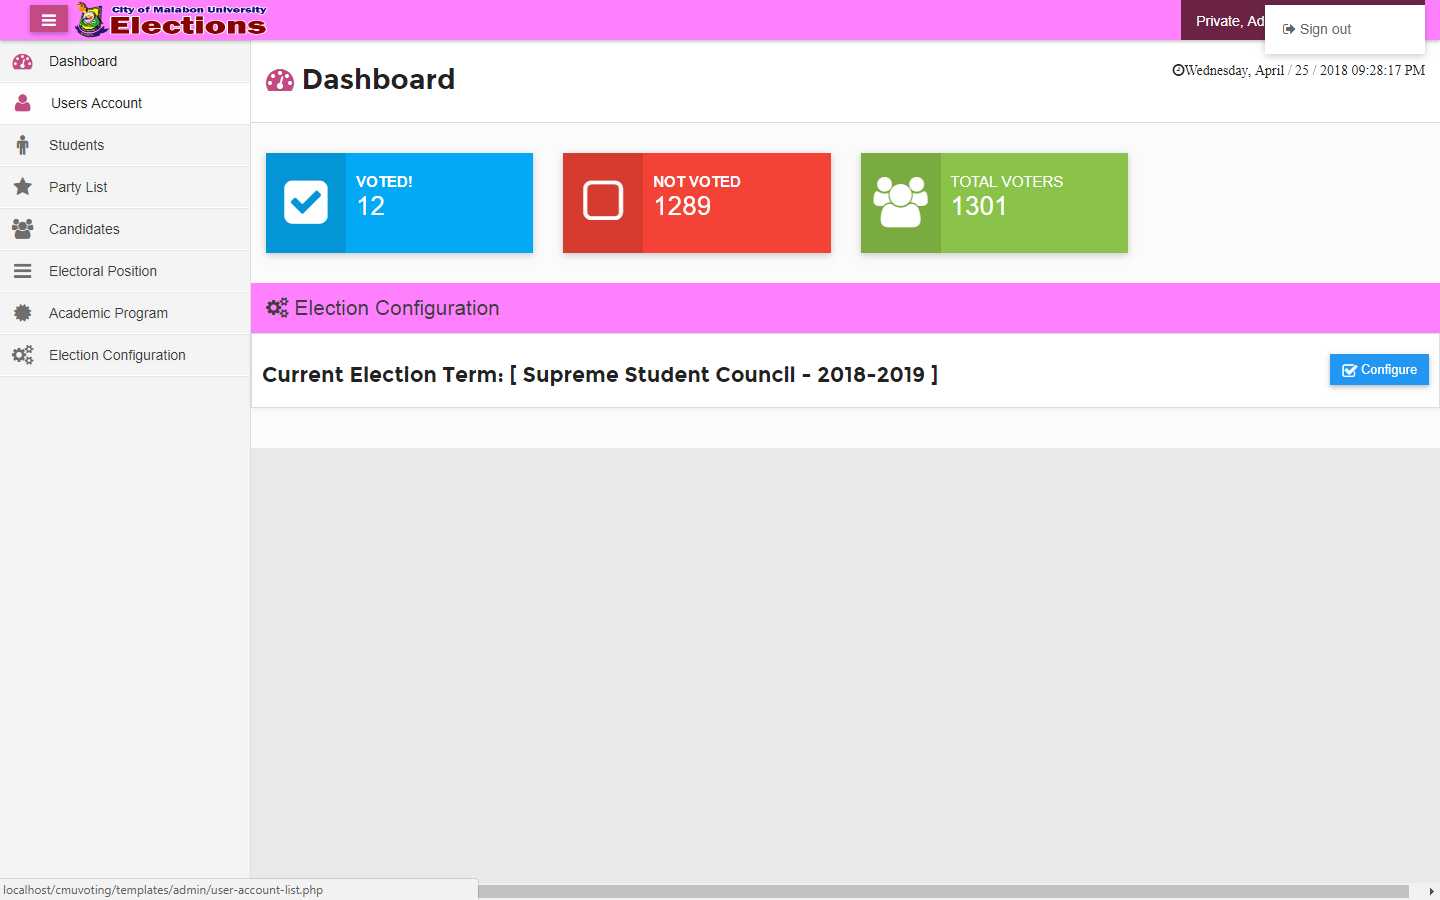 City of Malabon University
Elections
Private, Ad
Sign out
Dashboard
Users Account
Students
Party List
Candidates
Electoral Position
Academic Program
Election Configuration
Dashboard
Wednesday, April / 25 / 2018 09:28:17 PM
VOTED!
12
NOT VOTED
1289
TOTAL VOTERS
1301
Election Configuration
Current Election Term: [ Supreme Student Council - 2018-2019 ]
Configure
localhost/cmuvoting/templates/admin/user-account-list.php